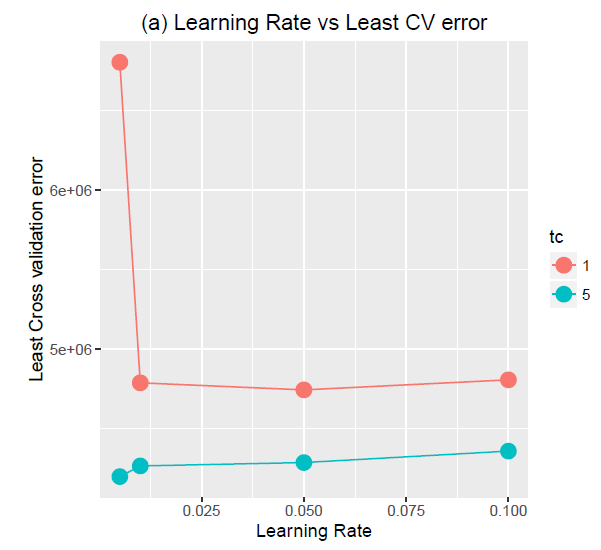 (a) Learning Rate vs Least CV error
Least Cross validation error
6e+06
5e+06
0.025 0.050 0.075 0.100
Learning Rate
tc
1
5